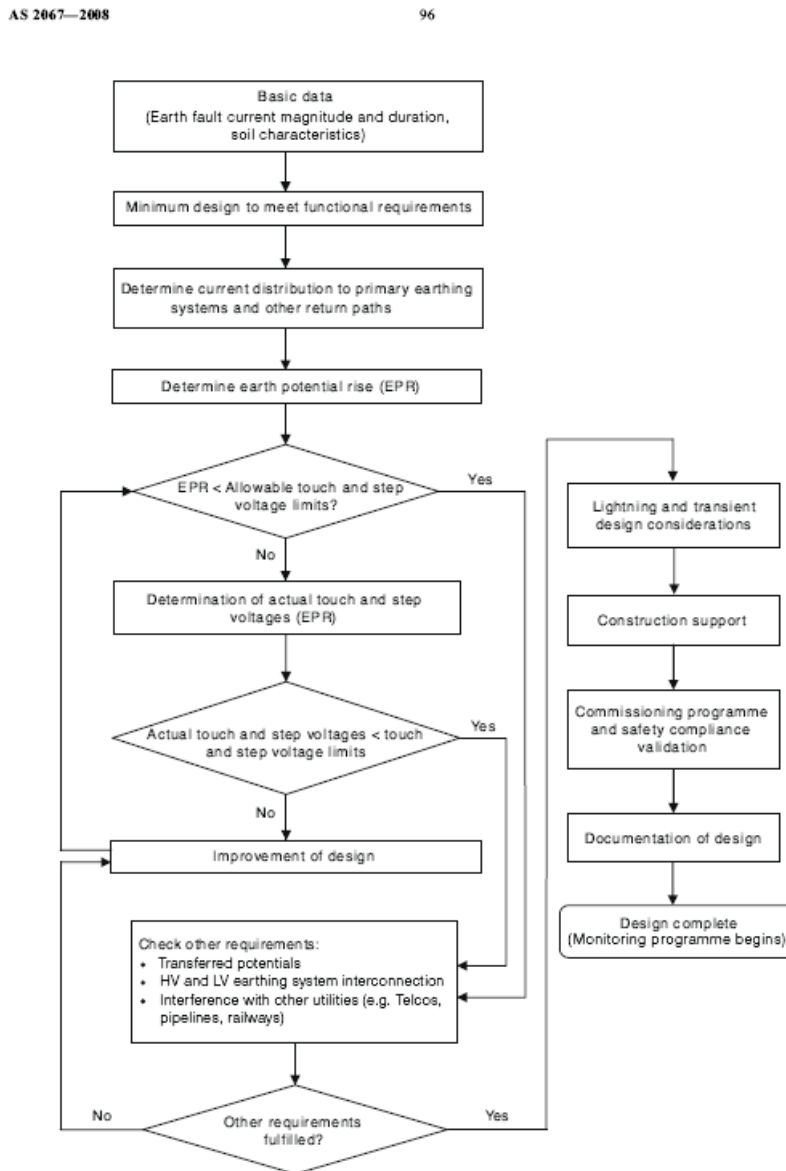 AS 2067—2008
96
Basic data
(Earth fault current magnitude and duration,
soil characteristics)
Minimum design to meet functional requirements
Determine current distribution to primary earthing
systems and other return paths
Determine earth potential rise (EPR)
EPR < Allowable touch and step
voltage limits?
Yes
No
Determination of actual touch and step
voltages (EPR)
Actual touch and step voltages < touch
and step voltage limits
Yes
No
Improvement of design
Check other requirements:
• Transferred potentials
• HV and LV earthing system interconnection
• Interference with other utilities (e.g. Telcos,
pipelines, railways)
Other requirements
fulfilled?
No
Yes
Lightning and transient
design considerations
Construction support
Commissioning programme
and safety compliance
validation
Documentation of design
Design complete
(Monitoring programme begins)